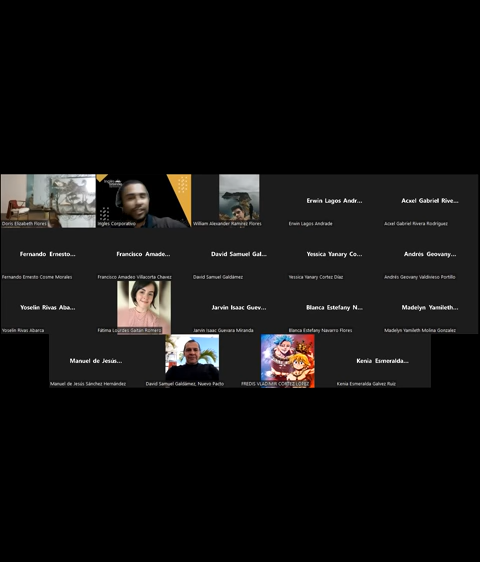 Doris Elizabeth Flores
Ingles Corporativo
William Alexander Ramirez Flores
Erwin Lagos Andr...
Erwin Lagos Andrade
Acxel Gabriel Rive...
Acxel Gabriel Rivera Rodríguez
Fernando Ernesto...
Fernando Ernesto Cosme Morales
Francisco Amade...
Francisco Amadeo Villacorta Chavez
David Samuel Gal...
David Samuel Galdámez
Yessica Yanary Co...
Yessica Yanary Cortez Díaz
Andrés Geovany...
Andrés Geovany Valdivieso Portillo
Yoselin Rivas Aba...
Yoselin Rivas Abarca
Fátima Lourdes Gaitán Romero
Jarvin Isaac Guev...
Jarvin Isaac Guevara Miranda
Blanca Estefany N...
Blanca Estefany Navarro Flores
Madelyn Yamileth...
Madelyn Yamileth Molina Gonzalez
Manuel de Jesús...
Manuel de Jesús Sánchez Hernández
David Samuel Galdámez, Nuevo Pacto
FREDIS VLADIMIR CORTEZ LOPEZ
Kenia Esmeralda...
Kenia Esmeralda Galvez Ruiz